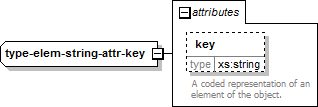 attributes
type-elem-string-attr-key
key
type xs:string
A coded representation of an
element of the object.